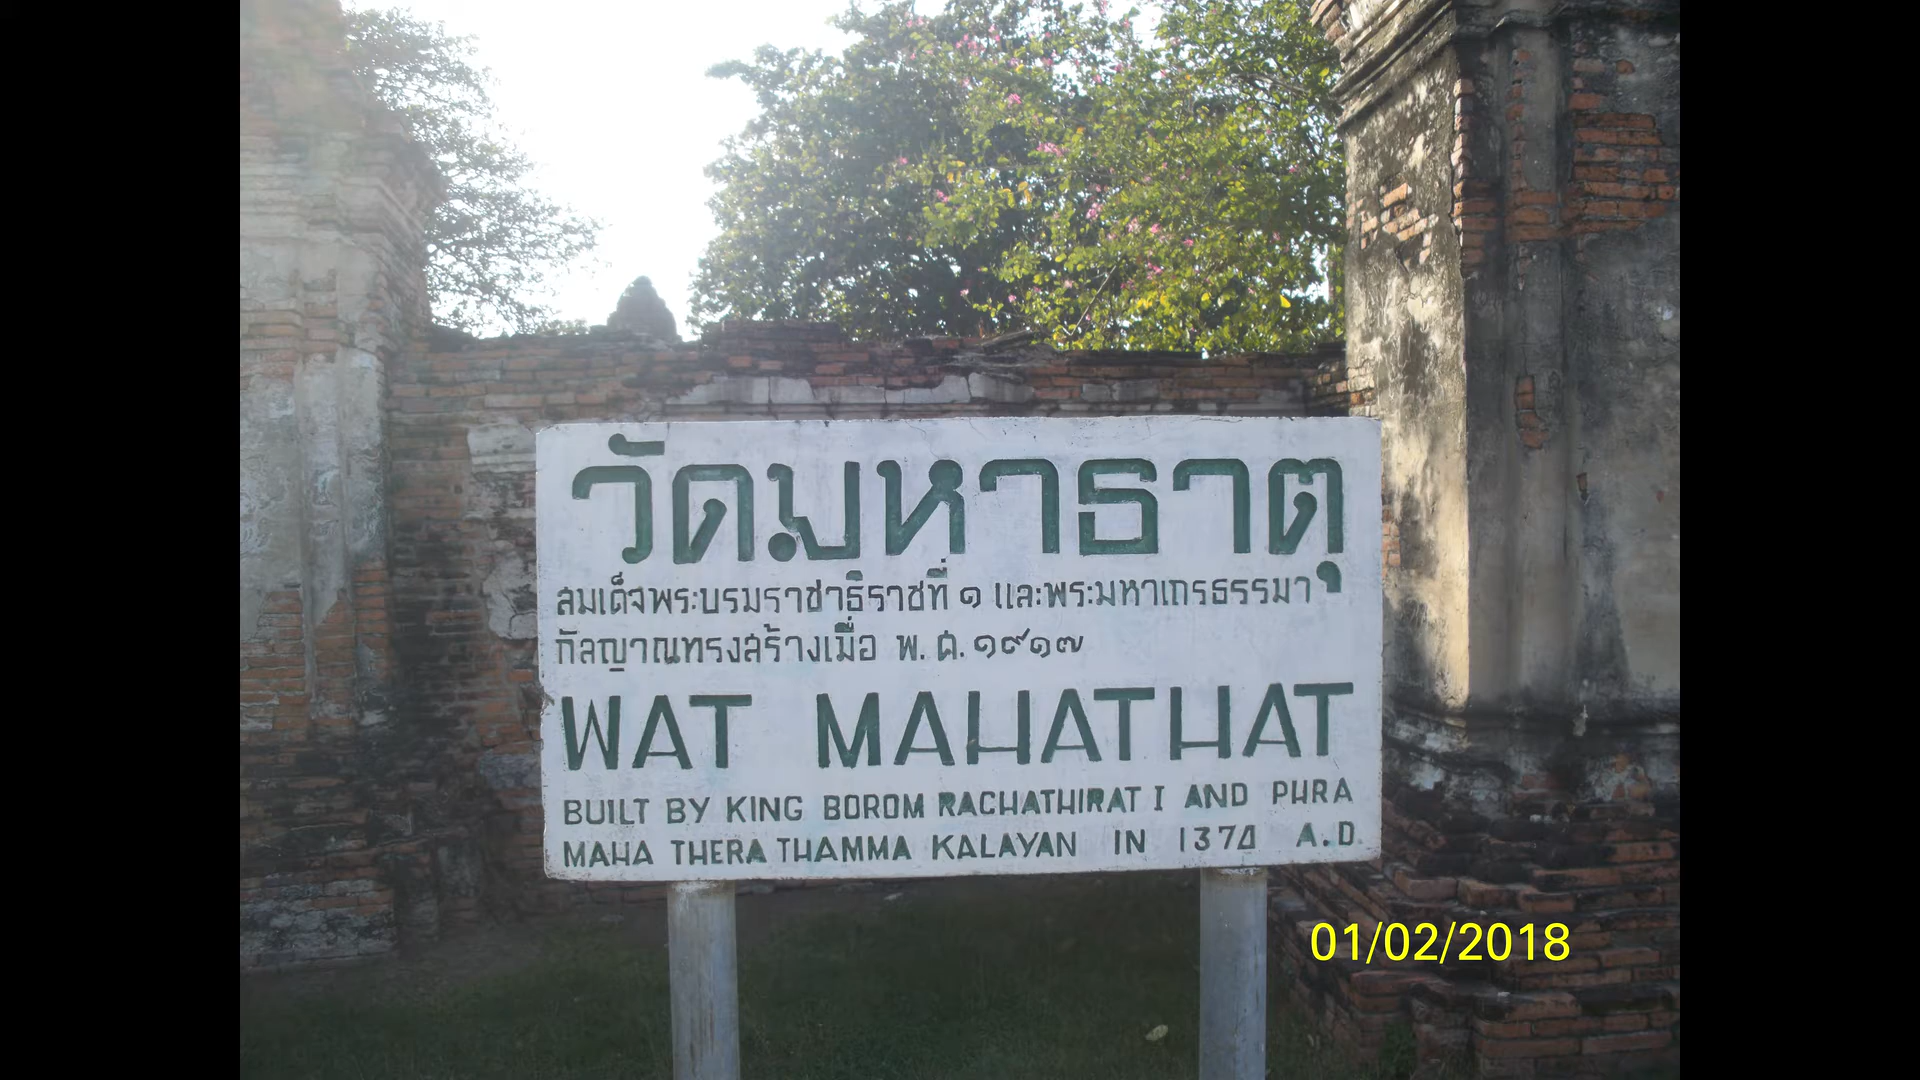 วัดมหาธาตุ
สมเด็จพระบรมราชาธิราชที่ ๑ และพระมหาเถรธรรมา
กัลญาณทรงสร้างเมื่อ พ.ศ.๑๙๑๗
WAT MAHATHAT
BUILT BY KING BOROM RACHATHIRAT I AND PHRA
MAHA THERA THAMMA KALAYAN IN 1374 A.D.
01/02/2018